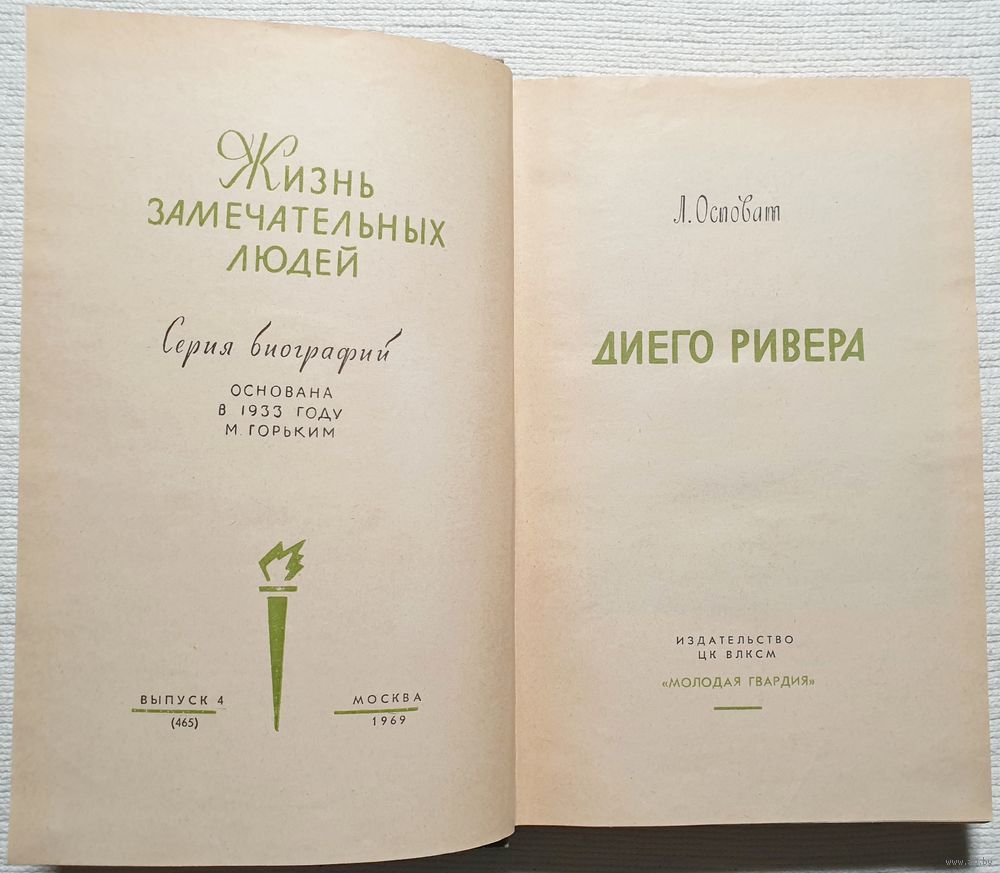 Жизнь
ЗАМЕЧАТЕЛЬНЫХ
ЛЮДЕЙ
Серия биографий
ОСНОВАНА
В 1933 ГОДУ
М. ГОРЬКИМ
ВЫПУСК 4
(465)
МОСКВА
1969
Л. Осповат
ДИЕГО РИВЕРА
ИЗДАТЕЛЬСТВО
ЦК ВЛКСМ
«МОЛОДАЯ ГВАРДИЯ»